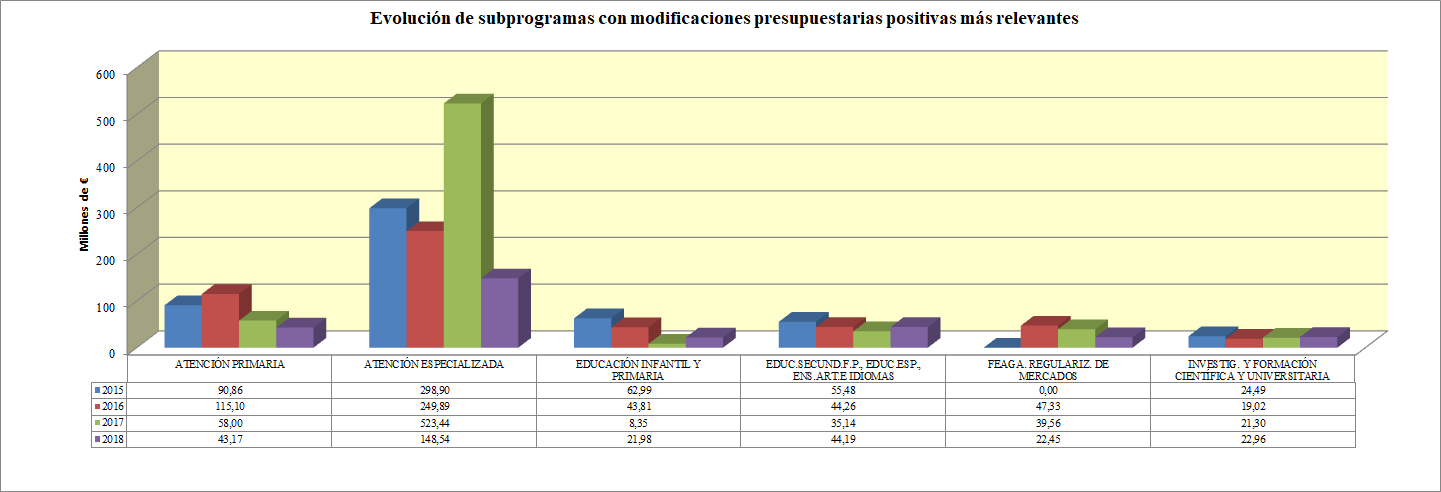 Evolución de subprogramas con modificaciones presupuestarias positivas más relevantes
Millones de €
600
500
400
300
200
100
0
ATENCIÓN PRIMARIA ATENCIÓN ESPECIALIZADA EDUCACIÓN INFANTIL Y EDUC.SECUND.F.P., EDUC.ESP., FEAGA. REGULARIZ. DE INVESTIG. Y FORMACIÓN
PRIMARIA ENS.ART.E IDIOMAS MERCADOS CIENTÍFICA Y UNIVERSITARIA
2015 90,86 298,90 62,99 55,48 0,00 24,49
2016 115,10 249,89 43,81 44,26 47,33 19,02
2017 58,00 523,44 8,35 35,14 39,56 21,30
2018 43,17 148,54 21,98 44,19 22,45 22,96